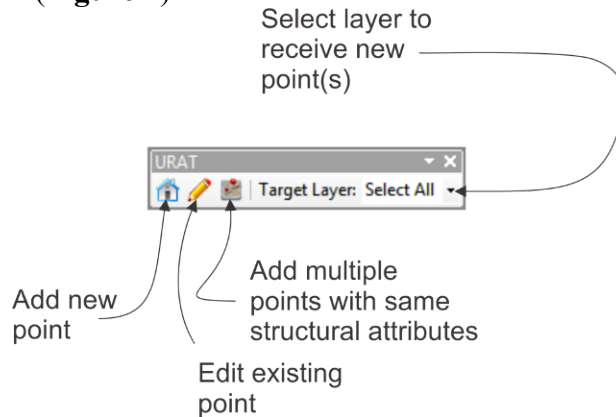 Select layer to
receive new
point(s)
URAT
Target Layer: Select All
Add new
point
Add multiple
points with same
structural attributes
Edit existing
point